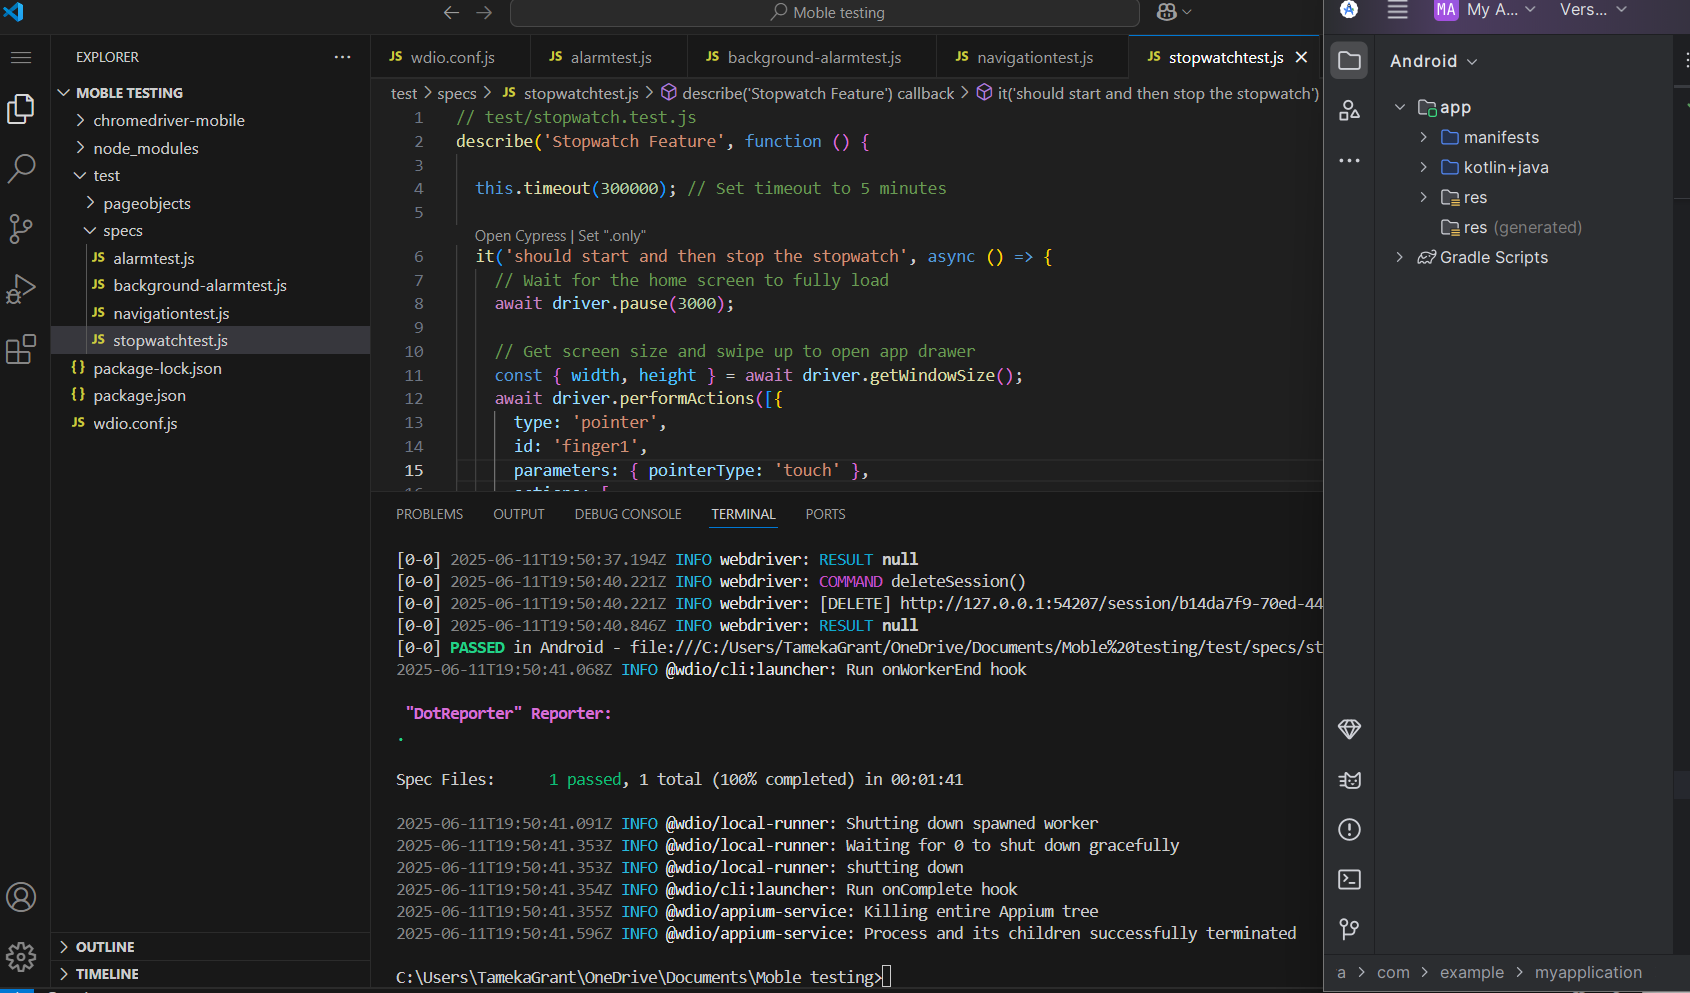 Moble testing
EXPLORER
MOBLE TESTING
chromedriver-mobile
node_modules
test
pageobjects
specs
JS alarmtest.js
JS background-alarmtest.js
JS navigationtest.js
JS stopwatchtest.js
{} package-lock.json
{} package.json
JS wdio.conf.js
OUTLINE
TIMELINE
JS wdio.conf.js
JS alarmtest.js
JS background-alarmtest.js
JS navigationtest.js
JS stopwatchtest.js
test > specs > JS stopwatchtest.js > describe('Stopwatch Feature') callback > it('should start and then stop the stopwatch')
1 // test/stopwatch.test.js
2 describe('Stopwatch Feature', function () {
3
4 this.timeout(300000); // Set timeout to 5 minutes
5
Open Cypress | Set ".only"
6 it('should start and then stop the stopwatch', async () => {
7 // Wait for the home screen to fully load
8 await driver.pause(3000);
9
10 // Get screen size and swipe up to open app drawer
11 const { width, height } = await driver.getWindowSize();
12 await driver.performActions([{
13 type: 'pointer',
14 id: 'finger1',
15 parameters: { pointerType: 'touch' },
16 actions: [
PROBLEMS
OUTPUT
DEBUG CONSOLE
TERMINAL
PORTS
[0-0] 2025-06-11T19:50:37.194Z INFO webdriver: RESULT null
[0-0] 2025-06-11T19:50:40.221Z INFO webdriver: COMMAND deleteSession()
[0-0] 2025-06-11T19:50:40.221Z INFO webdriver: [DELETE] http://127.0.0.1:54207/session/b14da7f9-70ed-44
[0-0] 2025-06-11T19:50:40.846Z INFO webdriver: RESULT null
[0-0] PASSED in Android - file:///C:/Users/TamekaGrant/OneDrive/Documents/Moble%20testing/test/specs/st
2025-06-11T19:50:41.068Z INFO @wdio/cli:launcher: Run onWorkerEnd hook
"DotReporter" Reporter:
.
Spec Files: 1 passed, 1 total (100% completed) in 00:01:41
2025-06-11T19:50:41.091Z INFO @wdio/local-runner: Shutting down spawned worker
2025-06-11T19:50:41.353Z INFO @wdio/local-runner: Waiting for 0 to shut down gracefully
2025-06-11T19:50:41.353Z INFO @wdio/local-runner: shutting down
2025-06-11T19:50:41.354Z INFO @wdio/cli:launcher: Run onComplete hook
2025-06-11T19:50:41.355Z INFO @wdio/appium-service: Killing entire Appium tree
2025-06-11T19:50:41.596Z INFO @wdio/appium-service: Process and its children successfully terminated
C:\Users\TamekaGrant\OneDrive\Documents\Moble testing>
MA My A... Vers...
Android
app
manifests
kotlin+java
res
res (generated)
Gradle Scripts
a > com > example > myapplication